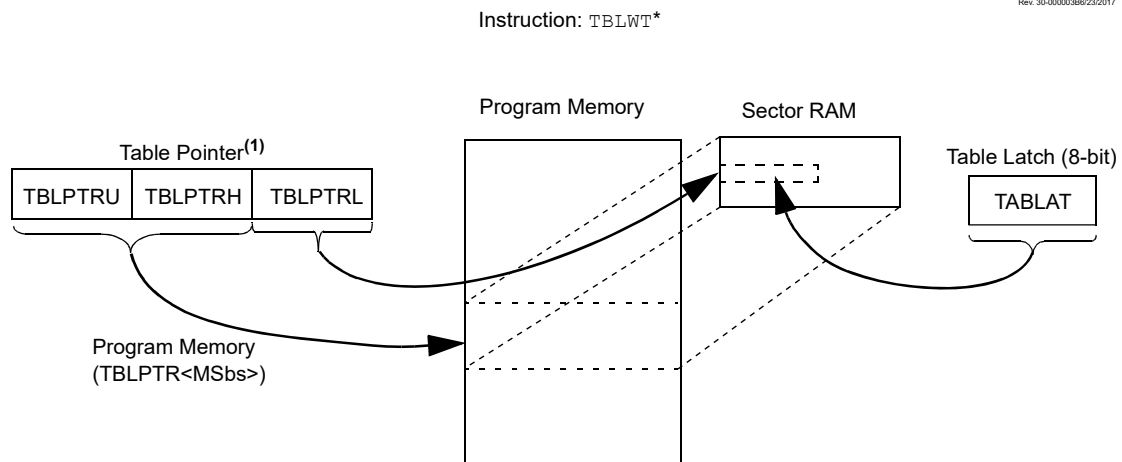 Rev. 30-000003B6/23/2017
Instruction: TBLWT*
Program Memory
Sector RAM
Table Pointer(1)
Table Latch (8-bit)
TBLPTRU TBLPTRH TBLPTRL
TABLAT
Program Memory
(TBLPTR<MSbs>)